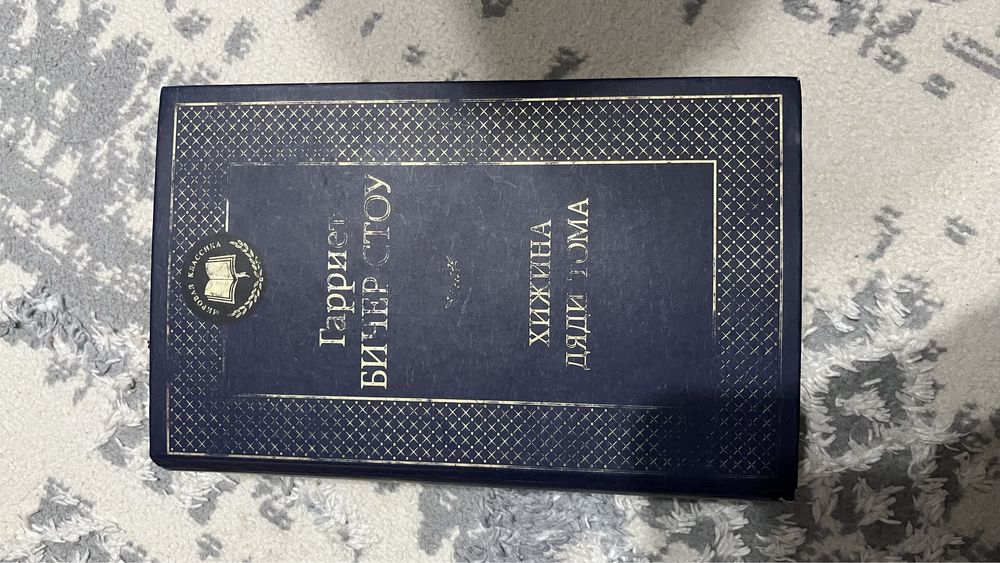 МИРОВАЯ КЛАССИКА
Гарриет
БИЧЕР СТОУ
ХИЖИНА
ДЯДИ ТОМА